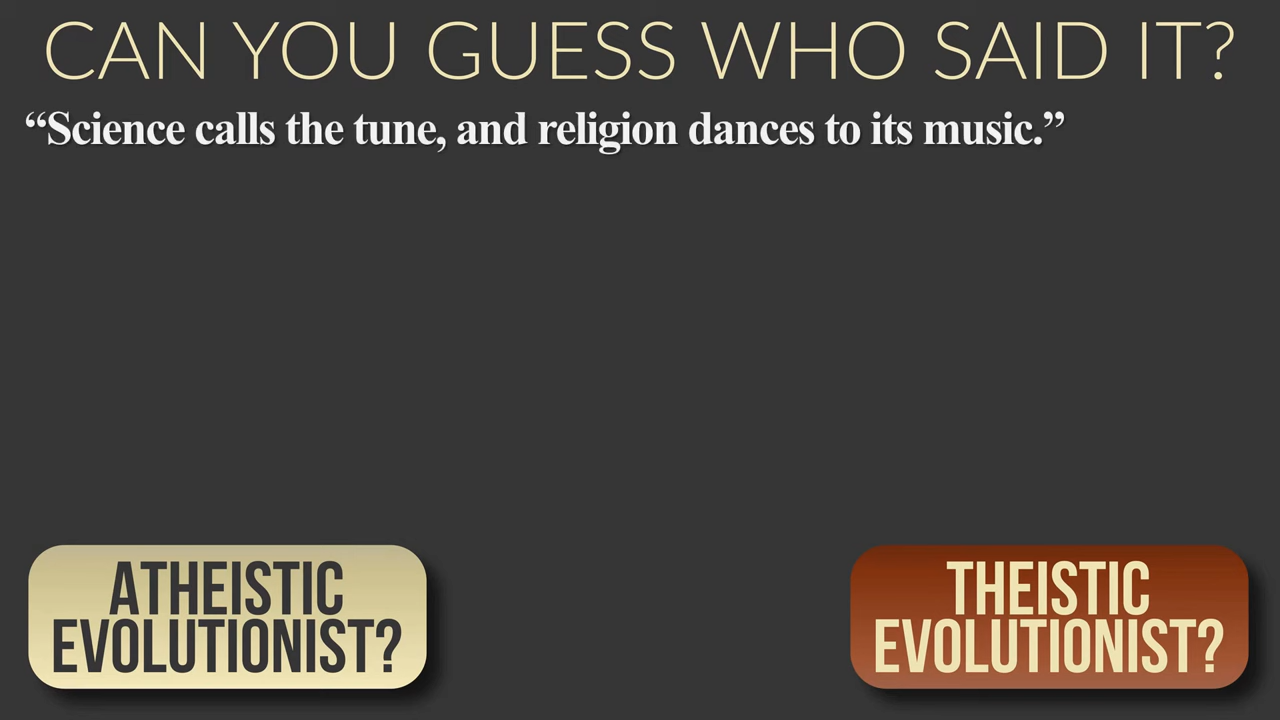 CAN YOU GUESS WHO SAID IT?
“Science calls the tune, and religion dances to its music.”
ATHEISTIC
EVOLUTIONIST?
THEISTIC
EVOLUTIONIST?